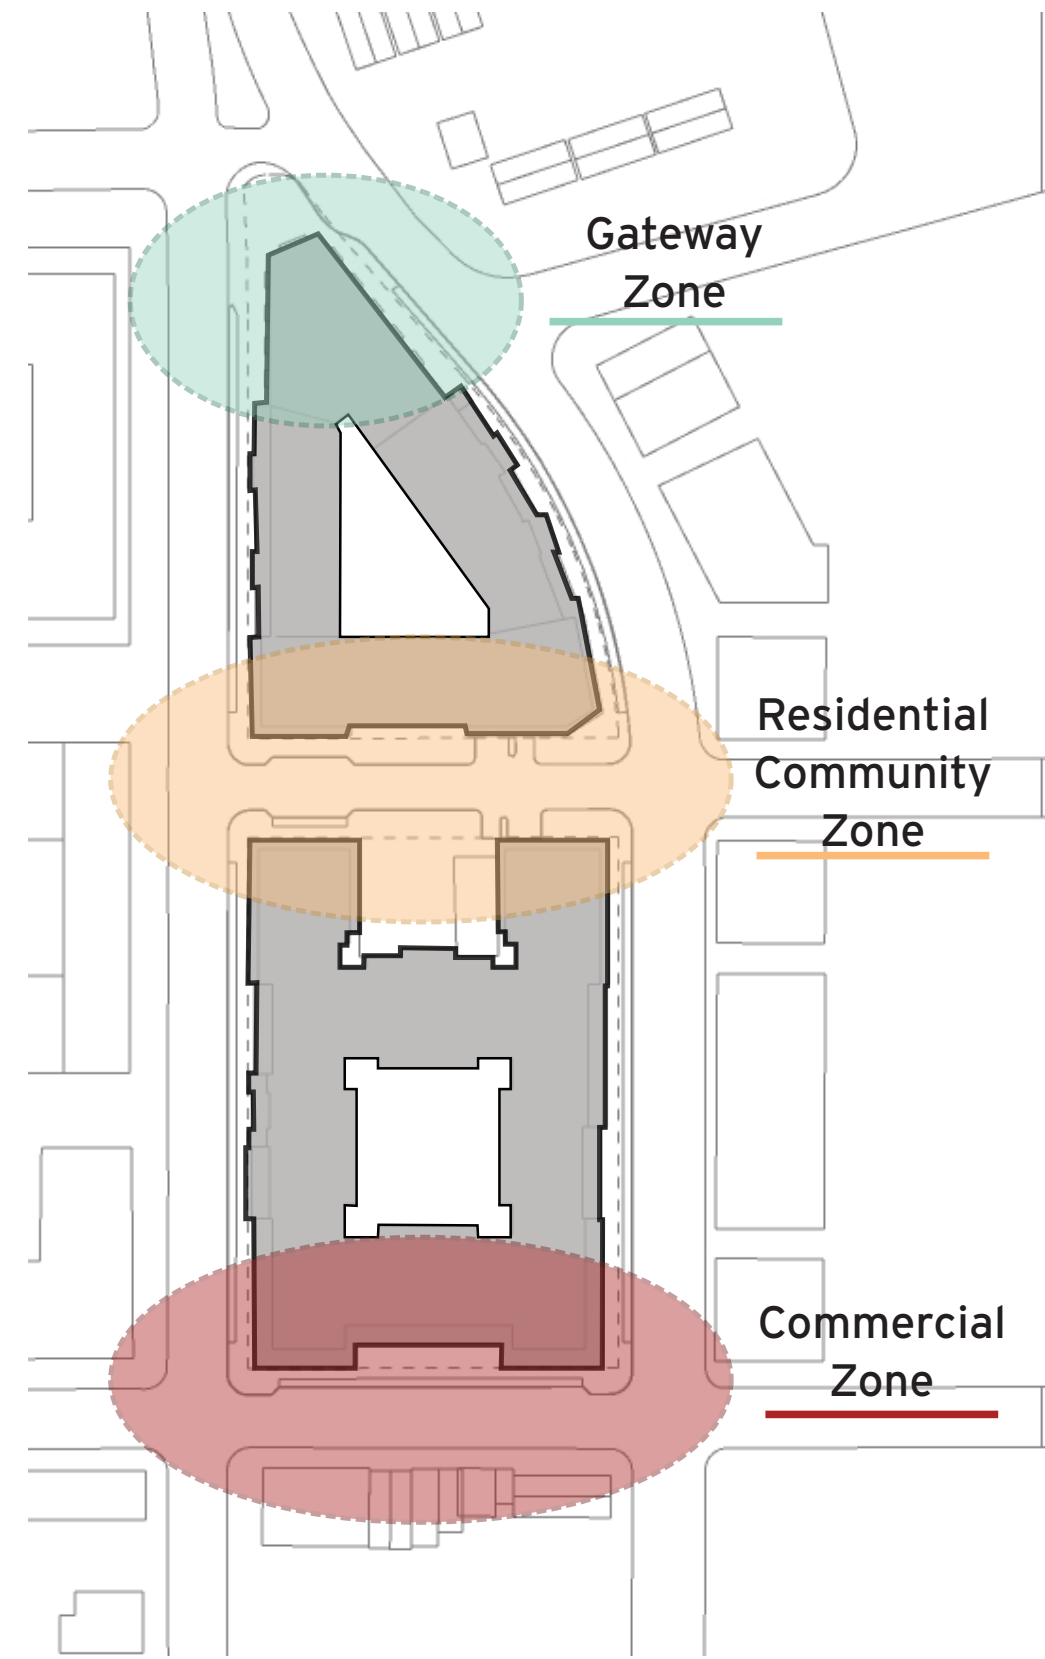 Gateway
Zone
Residential
Community
Zone
Commercial
Zone